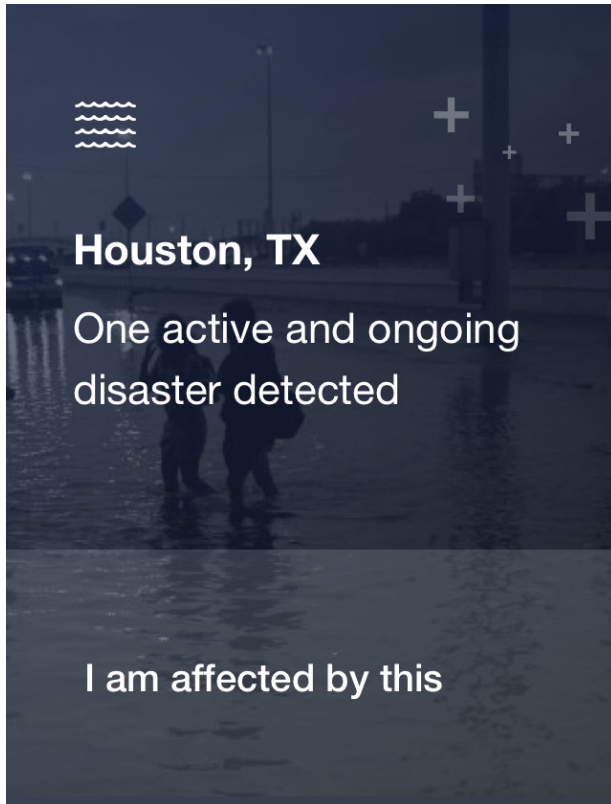 Houston, TX
One active and ongoing
disaster detected
I am affected by this